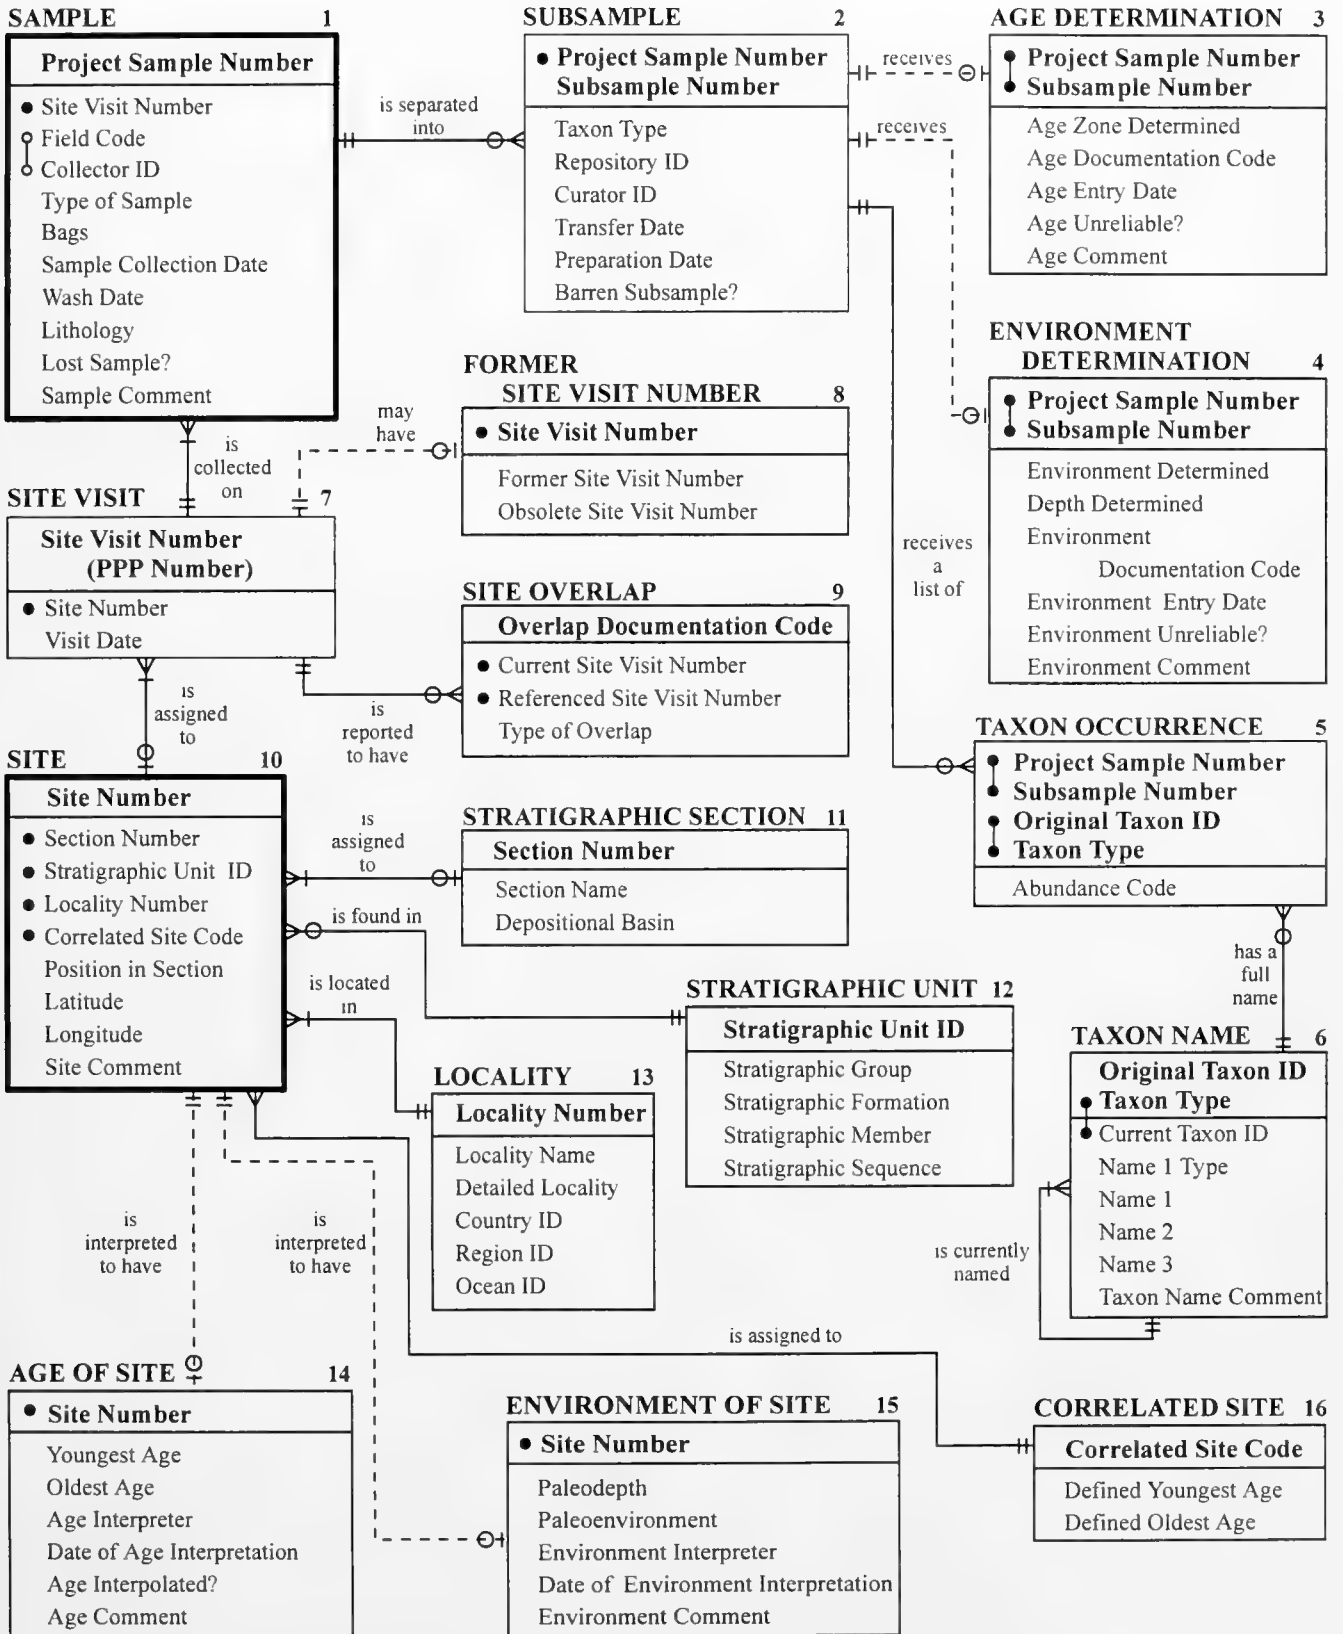 SAMPLE 1
Project Sample Number
Site Visit Number
Field Code
Collector ID
Type of Sample
Bags
Sample Collection Date
Wash Date
Lithology
Lost Sample?
Sample Comment
is separated
into
SUBSAMPLE 2
Project Sample Number
Subsample Number
Taxon Type
Repository ID
Curator ID
Transfer Date
Preparation Date
Barren Subsample?
receives
receives
AGE DETERMINATION 3
Project Sample Number
Subsample Number
Age Zone Determined
Age Documentation Code
Age Entry Date
Age Unreliable?
Age Comment
ENVIRONMENT
DETERMINATION 4
Project Sample Number
Subsample Number
Environment Determined
Depth Determined
Environment
Documentation Code
Environment Entry Date
Environment Unreliable?
Environment Comment
FORMER
SITE VISIT NUMBER 8
Site Visit Number
Former Site Visit Number
Obsolete Site Visit Number
may
have
is
collected
on
SITE VISIT 7
Site Visit Number
(PPP Number)
Site Number
Visit Date
SITE OVERLAP 9
Overlap Documentation Code
Current Site Visit Number
Referenced Site Visit Number
Type of Overlap
is
reported
to have
receives
a
list of
is
assigned
to
TAXON OCCURRENCE 5
Project Sample Number
Subsample Number
Original Taxon ID
Taxon Type
Abundance Code
has a
full
name
SITE 10
Site Number
Section Number
Stratigraphic Unit ID
Locality Number
Correlated Site Code
Position in Section
Latitude
Longitude
Site Comment
is
assigned
to
is found in
is located
in
STRATIGRAPHIC SECTION 11
Section Number
Section Name
Depositional Basin
STRATIGRAPHIC UNIT 12
Stratigraphic Unit ID
Stratigraphic Group
Stratigraphic Formation
Stratigraphic Member
Stratigraphic Sequence
LOCALITY 13
Locality Number
Locality Name
Detailed Locality
Country ID
Region ID
Ocean ID
TAXON NAME 6
Original Taxon ID
Taxon Type
Current Taxon ID
Name 1 Type
Name 1
Name 2
Name 3
Taxon Name Comment
is currently
named
is
interpreted
to have
is
interpreted
to have
is assigned to
AGE OF SITE 14
Site Number
Youngest Age
Oldest Age
Age Interpreter
Date of Age Interpretation
Age Interpolated?
Age Comment
ENVIRONMENT OF SITE 15
Site Number
Paleodepth
Paleoenvironment
Environment Interpreter
Date of Environment Interpretation
Environment Comment
CORRELATED SITE 16
Correlated Site Code
Defined Youngest Age
Defined Oldest Age